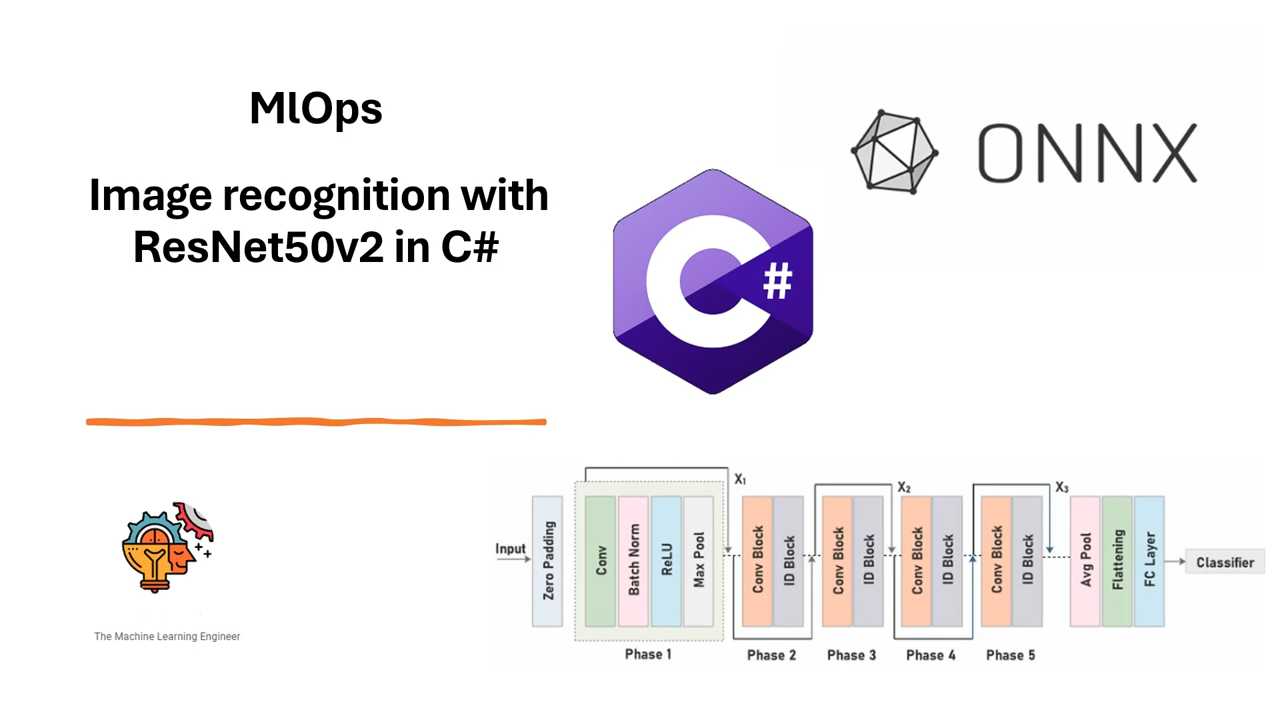 MlOps
Image recognition with
ResNet50v2 in C#
ONNX
C#
The Machine Learning Engineer
Input
Zero Padding
Conv
Batch Norm
ReLU
Max Pool
X1
Conv Block
ID Block
Conv Block
ID Block
X2
Conv Block
ID Block
X3
Conv Block
ID Block
Avg Pool
Flattening
FC Layer
Classifier
Phase 1
Phase 2
Phase 3
Phase 4
Phase 5